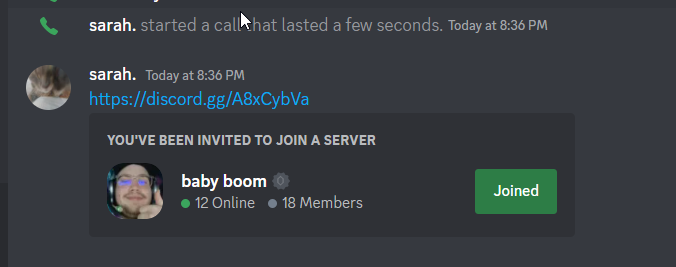 sarah. started a call that lasted a few seconds. Today at 8:36 PM
sarah. Today at 8:36 PM
https://discord.gg/A8xCybVa
YOU'VE BEEN INVITED TO JOIN A SERVER
baby boom
12 Online 18 Members
Joined